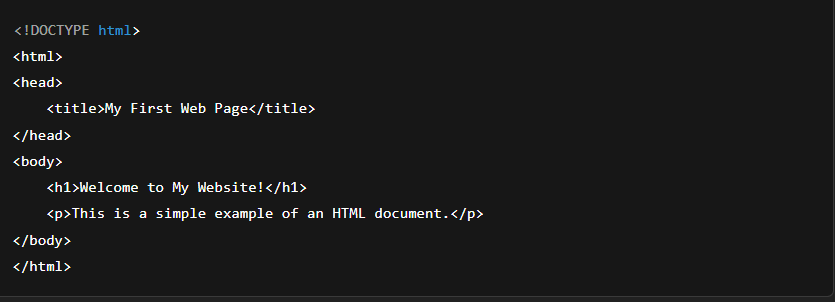 <!DOCTYPE html>
<html>
<head>
    <title>My First Web Page</title>
</head>
<body>
    <h1>Welcome to My Website!</h1>
    <p>This is a simple example of an HTML document.</p>
</body>
</html>